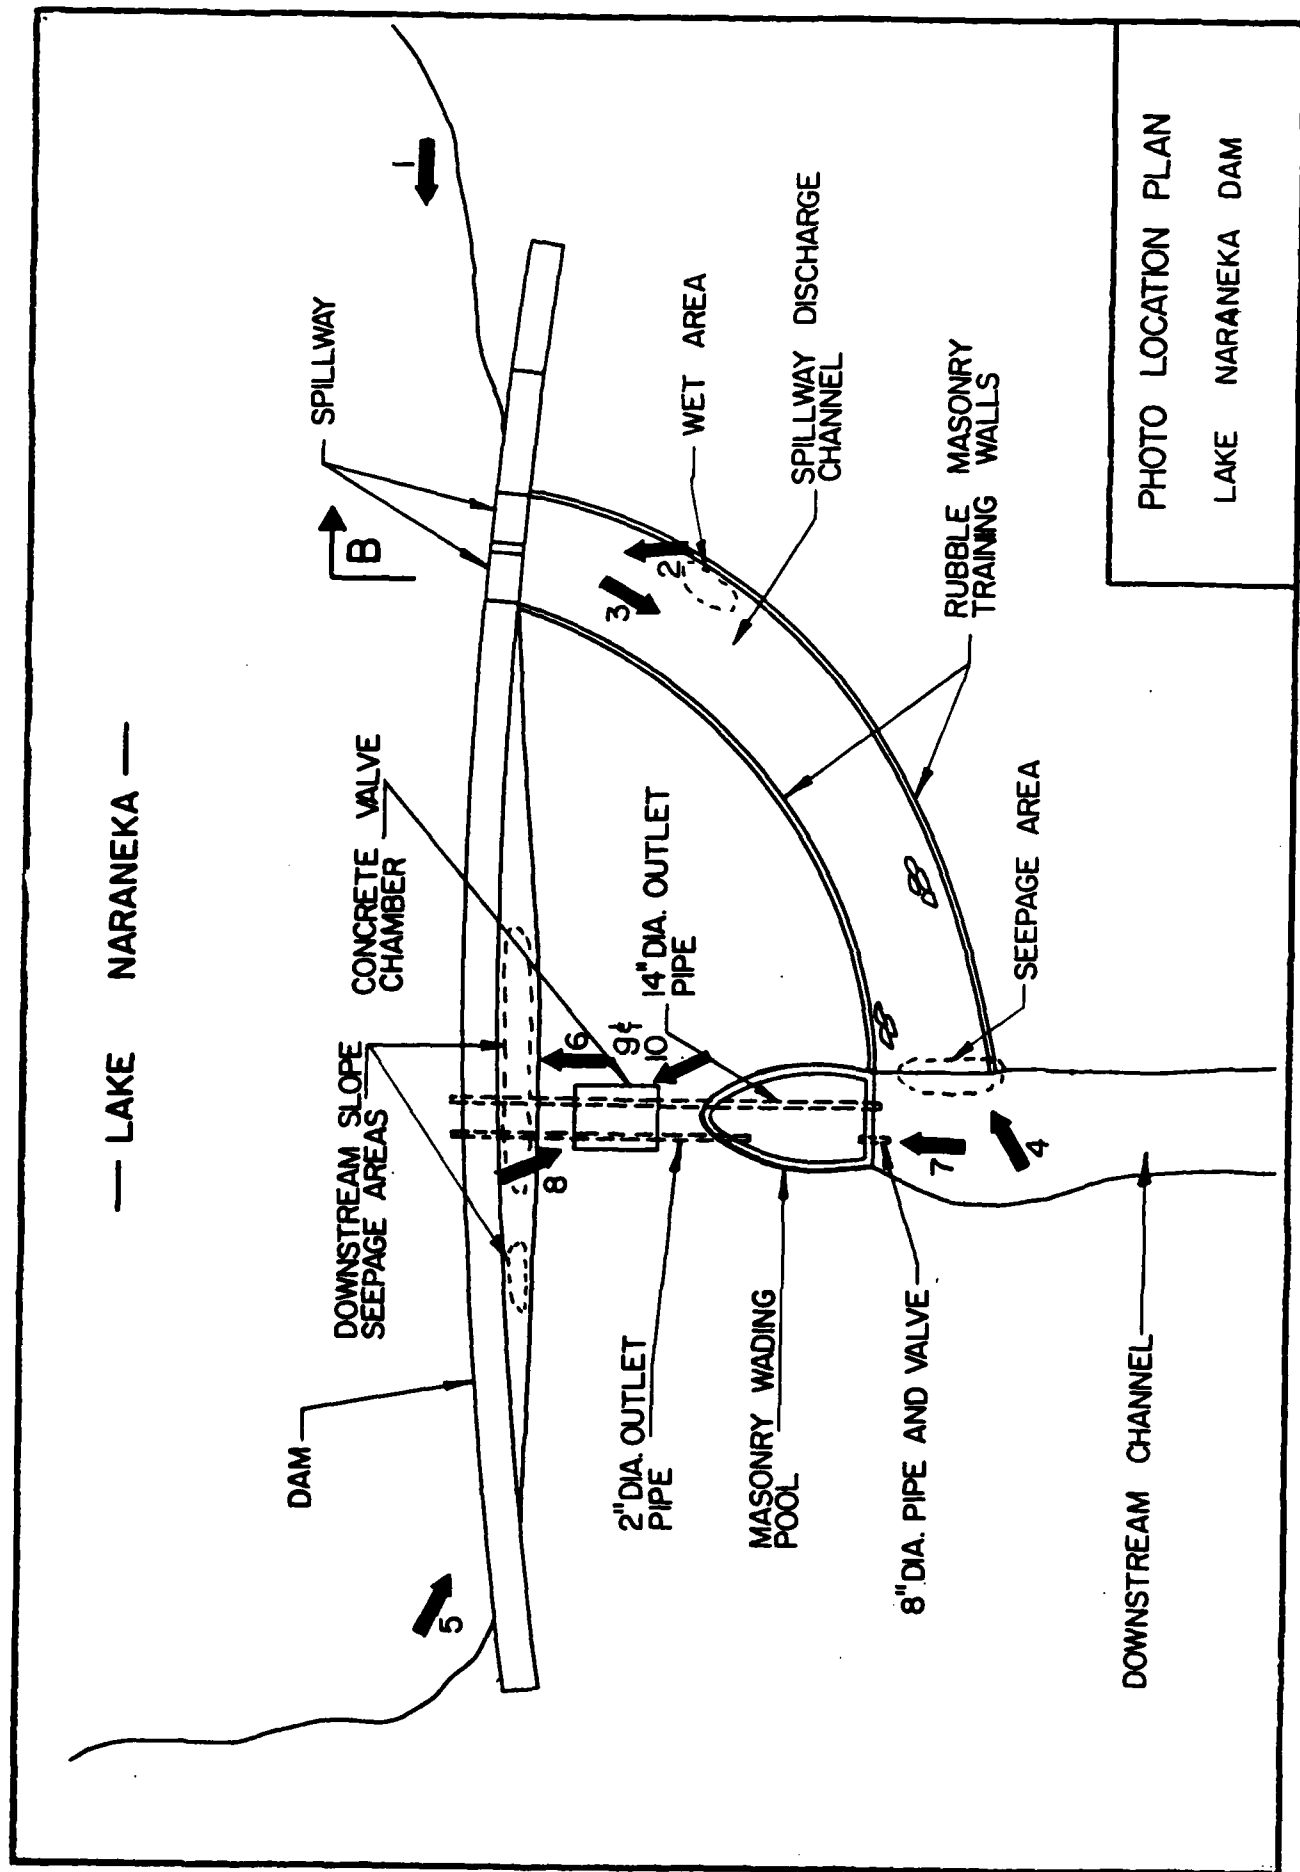 — LAKE NARANEKA —
SPILLWAY
B
1
DAM
DOWNSTREAM SLOPE
SEEPAGE AREAS
CONCRETE VALVE
CHAMBER
5
8
6
9 ¢
10
14" DIA. OUTLET
PIPE
3
2
WET AREA
SPILLWAY DISCHARGE
CHANNEL
2" DIA. OUTLET
PIPE
MASONRY WADING
POOL
RUBBLE MASONRY
TRAINING WALLS
8" DIA. PIPE AND VALVE
7
4
SEEPAGE AREA
DOWNSTREAM CHANNEL
PHOTO LOCATION PLAN
LAKE NARANEKA DAM